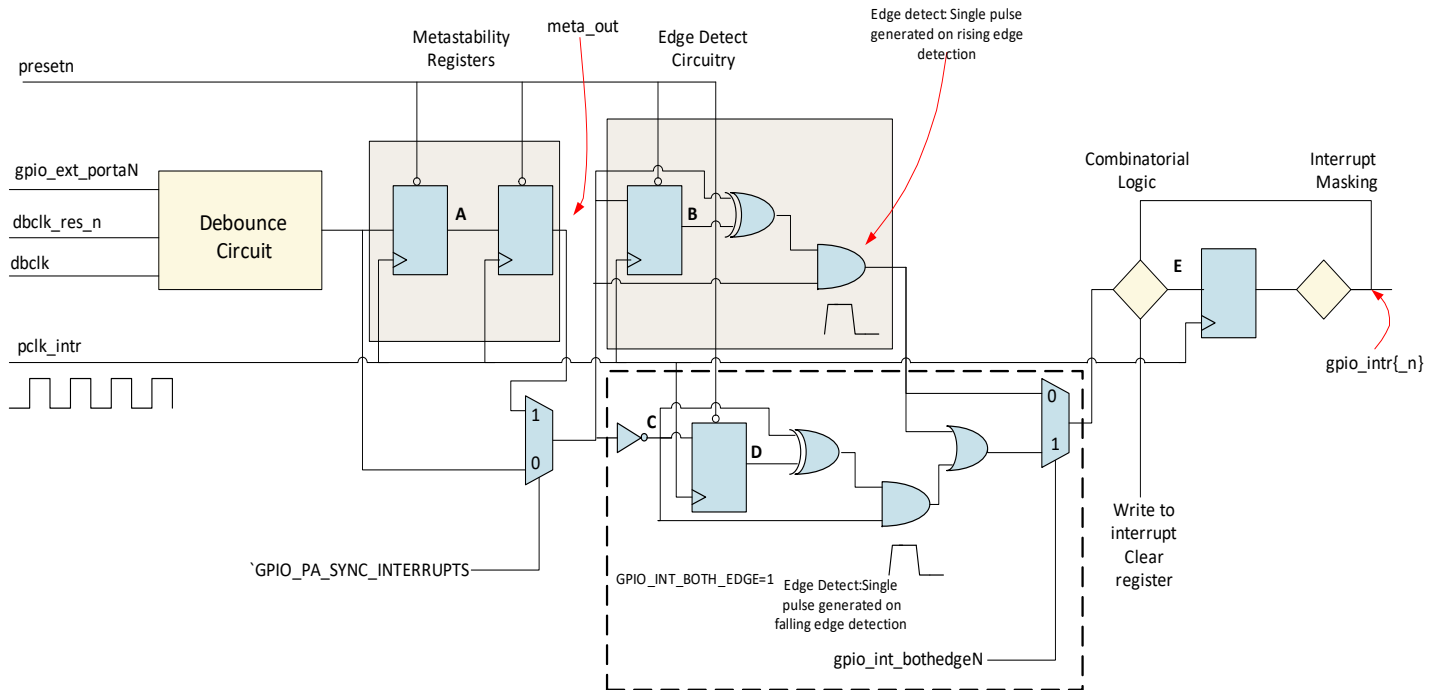 Edge detect: Single pulse
generated on rising edge
detection
meta_out
Metastability
Registers
Edge Detect
Circuitry
presetn
gpio_ext_portaN
dbclk_res_n
dbclk
Debounce
Circuit
A
B
Combinatorial
Logic
Interrupt
Masking
E
pclk_intr
gpio_intr{_n}
1
0
C
D
0
1
`GPIO_PA_SYNC_INTERRUPTS
GPIO_INT_BOTH_EDGE=1
Edge Detect:Single
pulse generated on
falling edge detection
gpio_int_bothedgeN
Write to
interrupt
Clear
register